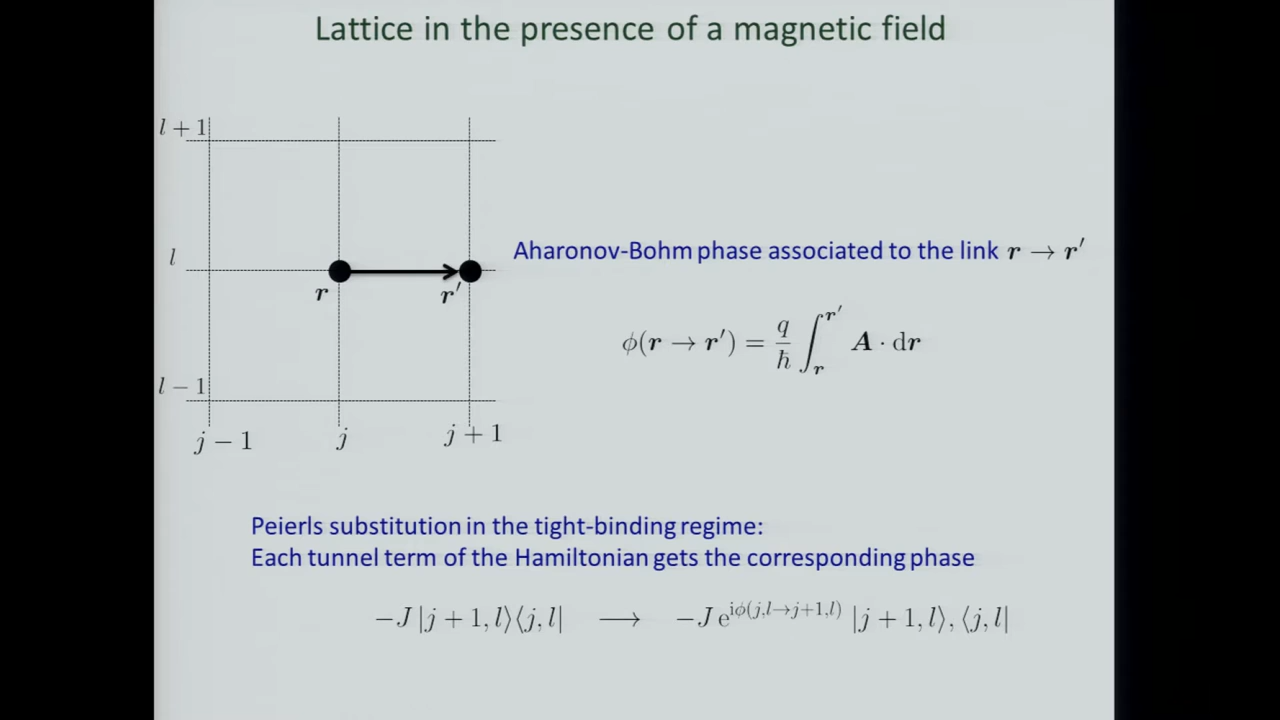 Lattice in the presence of a magnetic field
l + 1
l
r
r′
l − 1
j − 1
j
j + 1
Aharonov-Bohm phase associated to the link r → r′
ϕ(r → r′) = q/ħ ∫_r^r′ A · dr
Peierls substitution in the tight-binding regime:
Each tunnel term of the Hamiltonian gets the corresponding phase
−J |j + 1, l⟩⟨j, l| ⟶ −J e^{iϕ(j,l→j+1,l)} |j + 1, l⟩, ⟨j, l|